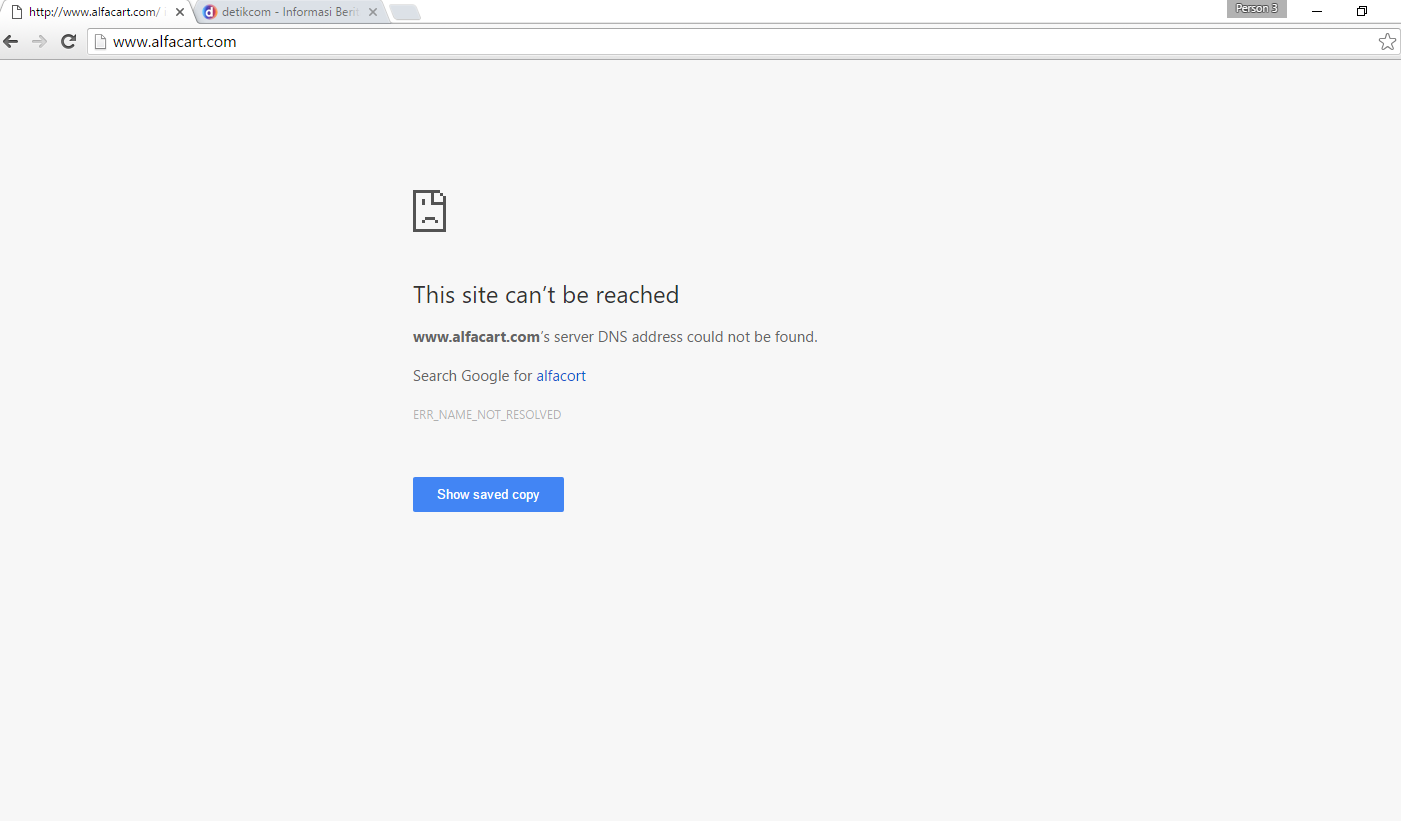 http://www.alfacart.com/
detikcom - Informasi Berit
Person 3
www.alfacart.com
This site can't be reached
www.alfacart.com's server DNS address could not be found.
Search Google for alfacort
ERR_NAME_NOT_RESOLVED
Show saved copy